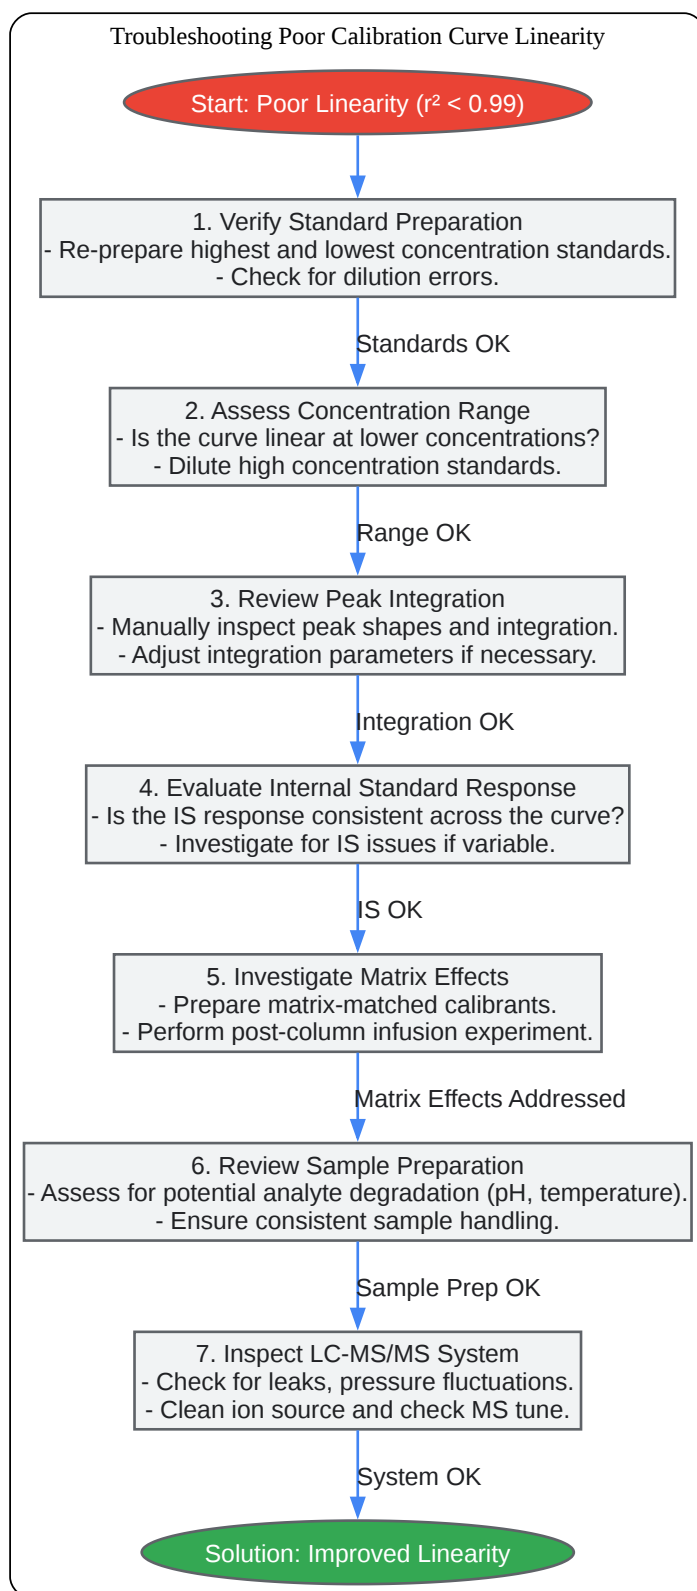 Troubleshooting Poor Calibration Curve Linearity
Start: Poor Linearity (r² < 0.99)
1. Verify Standard Preparation
- Re-prepare highest and lowest concentration standards.
- Check for dilution errors.
Standards OK
2. Assess Concentration Range
- Is the curve linear at lower concentrations?
- Dilute high concentration standards.
Range OK
3. Review Peak Integration
- Manually inspect peak shapes and integration.
- Adjust integration parameters if necessary.
Integration OK
4. Evaluate Internal Standard Response
- Is the IS response consistent across the curve?
- Investigate for IS issues if variable.
IS OK
5. Investigate Matrix Effects
- Prepare matrix-matched calibrants.
- Perform post-column infusion experiment.
Matrix Effects Addressed
6. Review Sample Preparation
- Assess for potential analyte degradation (pH, temperature).
- Ensure consistent sample handling.
Sample Prep OK
7. Inspect LC-MS/MS System
- Check for leaks, pressure fluctuations.
- Clean ion source and check MS tune.
System OK
Solution: Improved Linearity